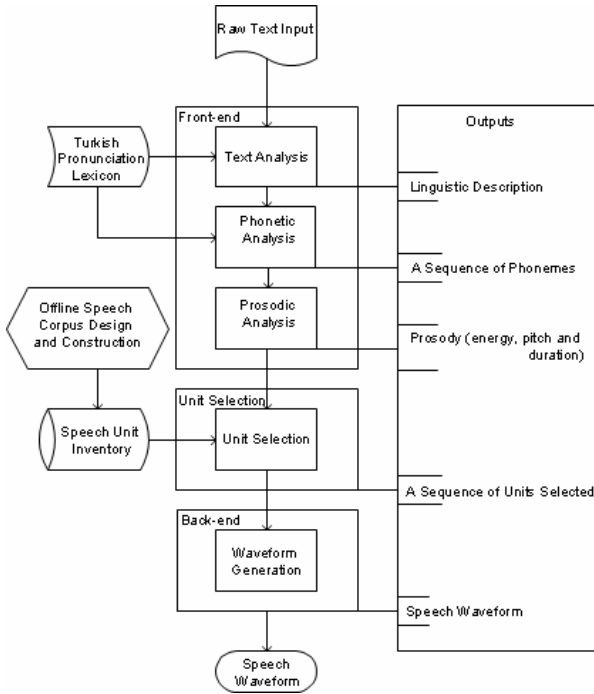 Raw Text Input
Front-end
Outputs
Turkish
Pronunciation
Lexicon
Text Analysis
Linguistic Description
Phonetic
Analysis
A Sequence of Phonemes
Offline Speech
Corpus Design
and Construction
Prosodic
Analysis
Prosody (energy, pitch and
duration)
Unit Selection
Speech Unit
Inventory
Unit Selection
A Sequence of Units Selected
Back-end
Waveform
Generation
Speech Waveform
Speech
Waveform